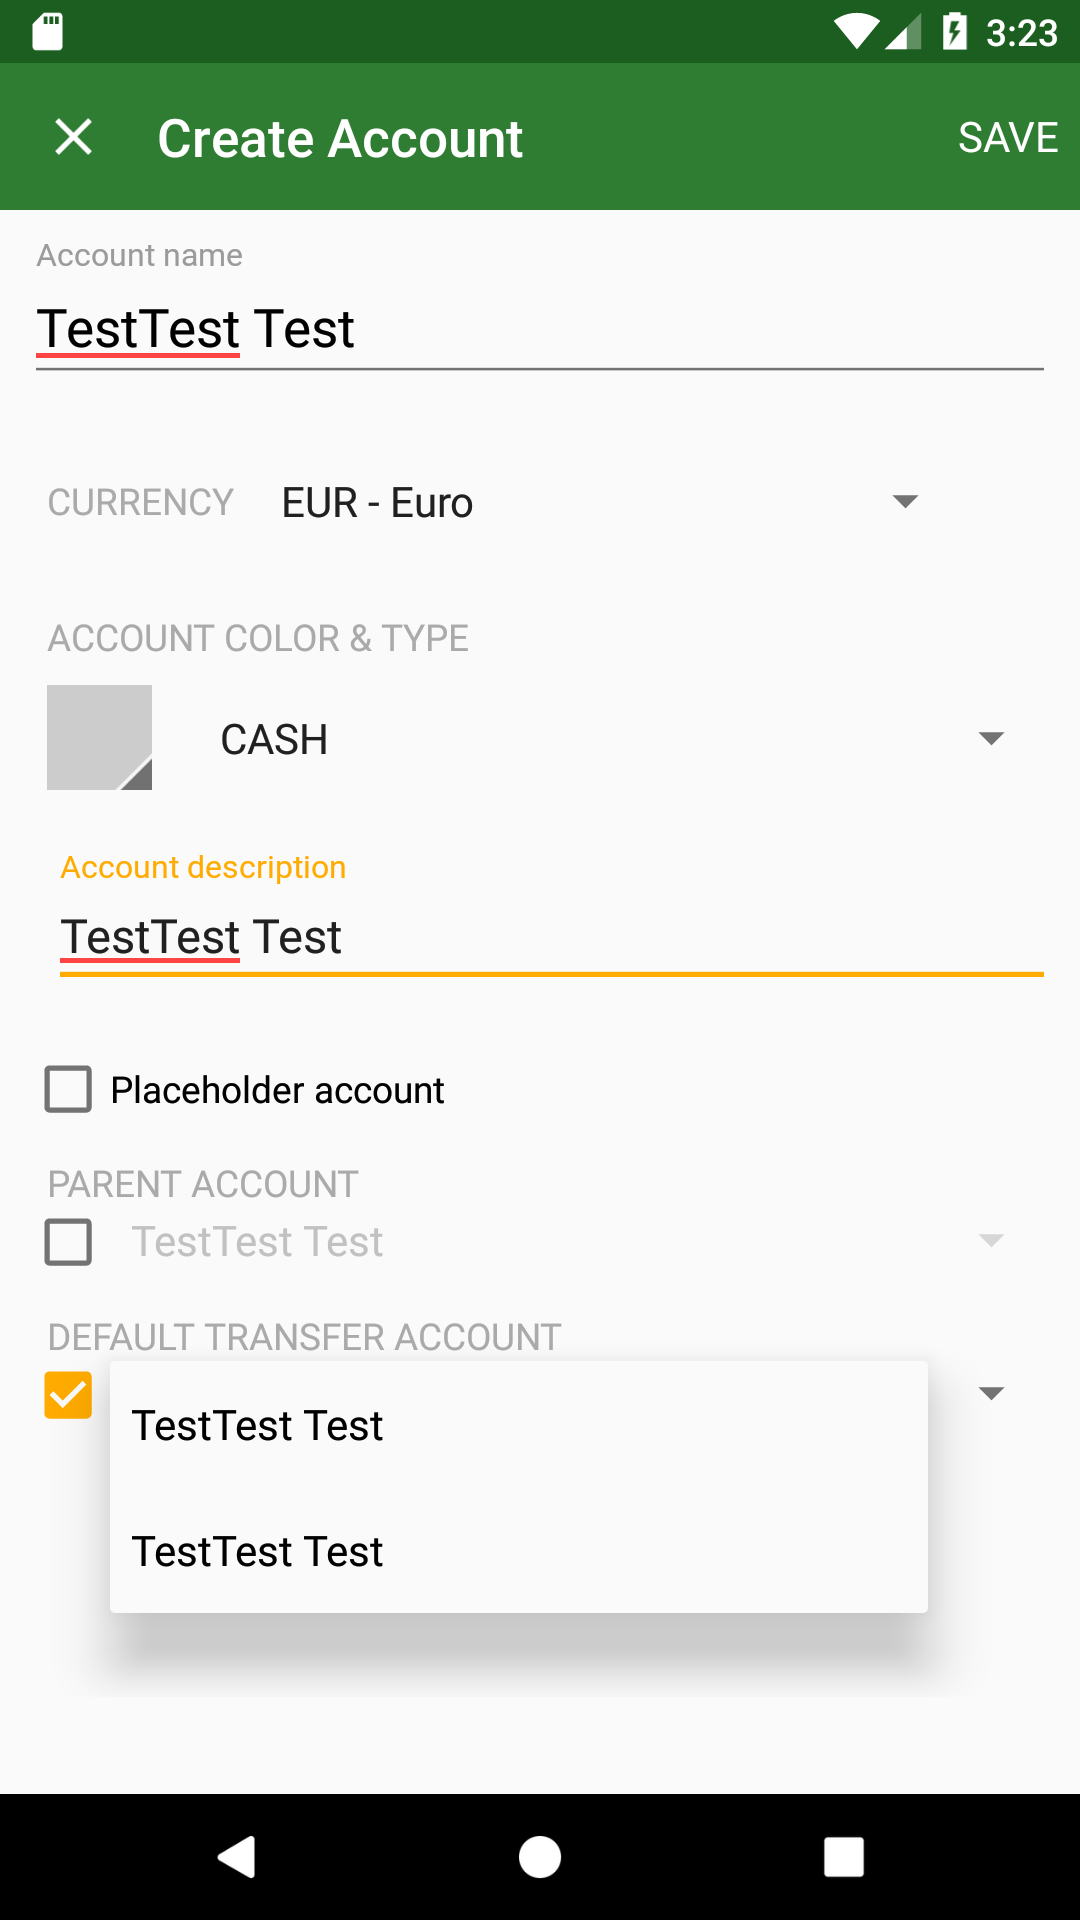 3:23
Create Account
SAVE
Account name
TestTest Test
CURRENCY EUR - Euro
ACCOUNT COLOR & TYPE
CASH
Account description
TestTest Test
Placeholder account
PARENT ACCOUNT
TestTest Test
DEFAULT TRANSFER ACCOUNT
TestTest Test
TestTest Test